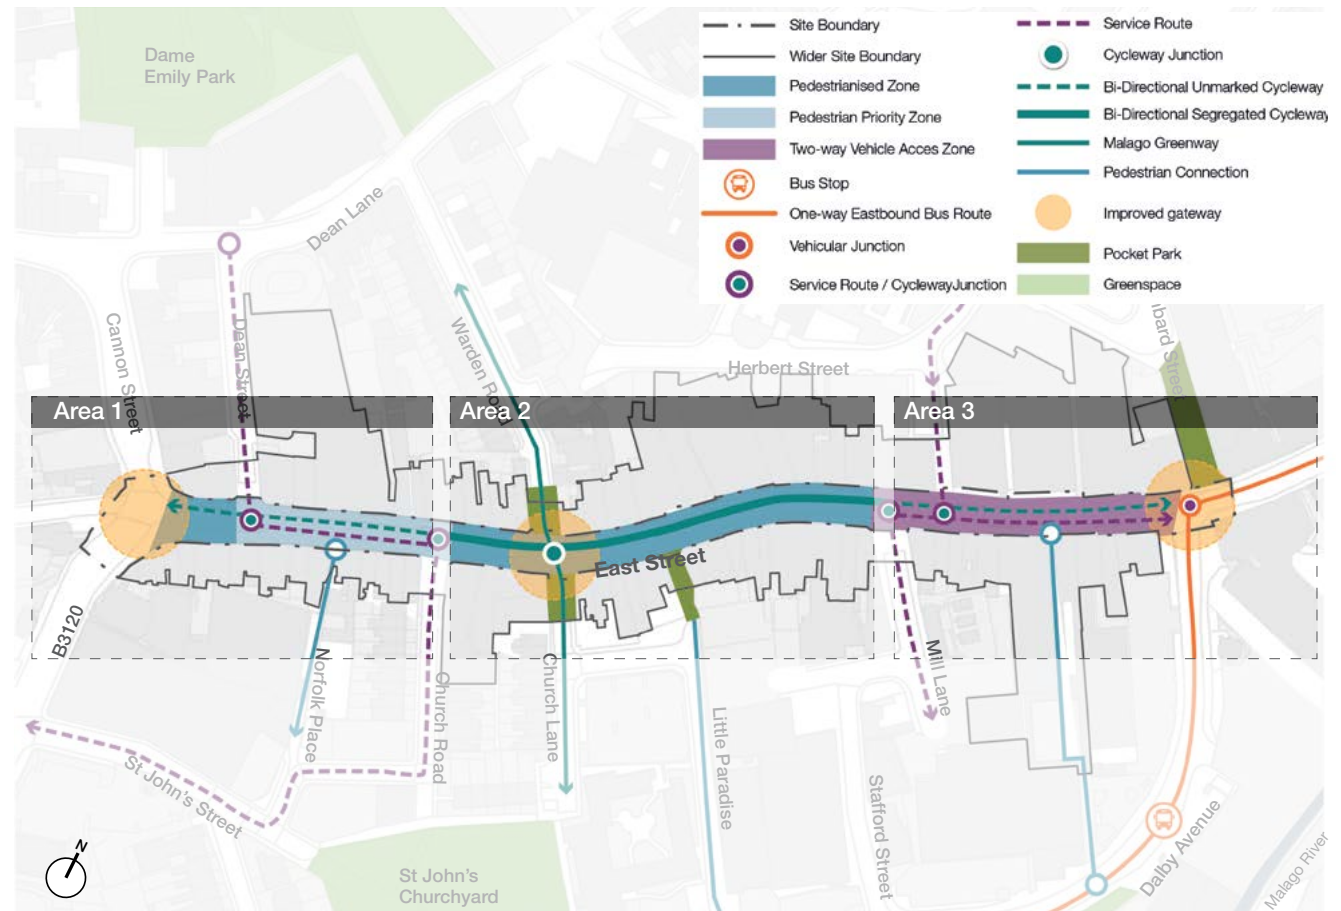 Dame
Emily Park
Site Boundary
Wider Site Boundary
Pedestrianised Zone
Pedestrian Priority Zone
Two-way Vehicle Acces Zone
Bus Stop
One-way Eastbound Bus Route
Vehicular Junction
Service Route / CyclewayJunction
Service Route
Cycleway Junction
Bi-Directional Unmarked Cycleway
Bi-Directional Segregated Cycleway
Malago Greenway
Pedestrian Connection
Improved gateway
Pocket Park
Greenspace
Dean Lane
Cannon Street
Dean Street
Warden Road
Herbert Street
bard Street
Area 1
Area 2
Area 3
East Street
B3120
Norfolk Place
Church Road
Church Lane
Little Paradise
Mill Lane
Stafford Street
St John's Street
Dalby Avenue
Malago River
St John's
Churchyard
N